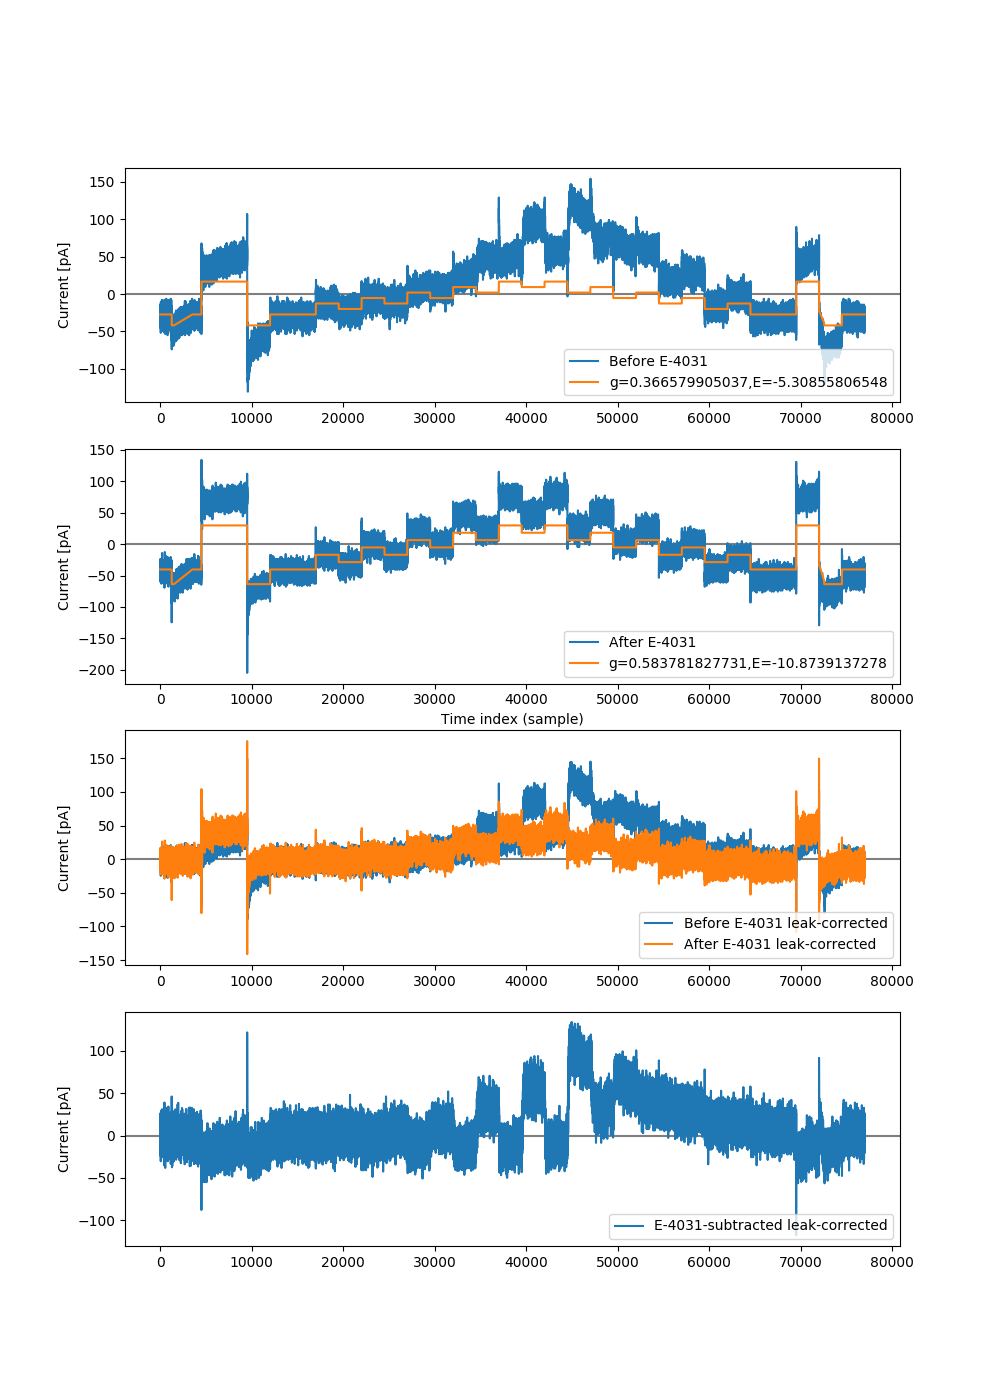 150
100
50
0
−50
−100
Current [pA]
Before E-4031
g=0.366579905037,E=-5.30855806548
0 10000 20000 30000 40000 50000 60000 70000 80000
150
100
50
0
−50
−100
−150
−200
Current [pA]
After E-4031
g=0.583781827731,E=-10.8739137278
0 10000 20000 30000 40000 50000 60000 70000 80000
Time index (sample)
150
100
50
0
−50
−100
−150
Current [pA]
Before E-4031 leak-corrected
After E-4031 leak-corrected
0 10000 20000 30000 40000 50000 60000 70000 80000
100
50
0
−50
−100
Current [pA]
E-4031-subtracted leak-corrected
0 10000 20000 30000 40000 50000 60000 70000 80000